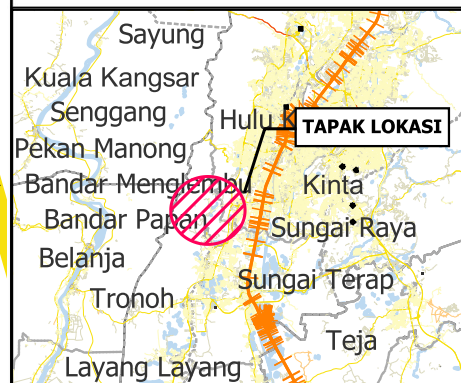 Sayung
Kuala Kangsar
Senggang
Hulu K
TAPAK LOKASI
Pekan Manong
Bandar Menglembu
Kinta
Bandar Papan
Sungai Raya
Belanja
Sungai Terap
Tronoh
Teja
Layang Layang